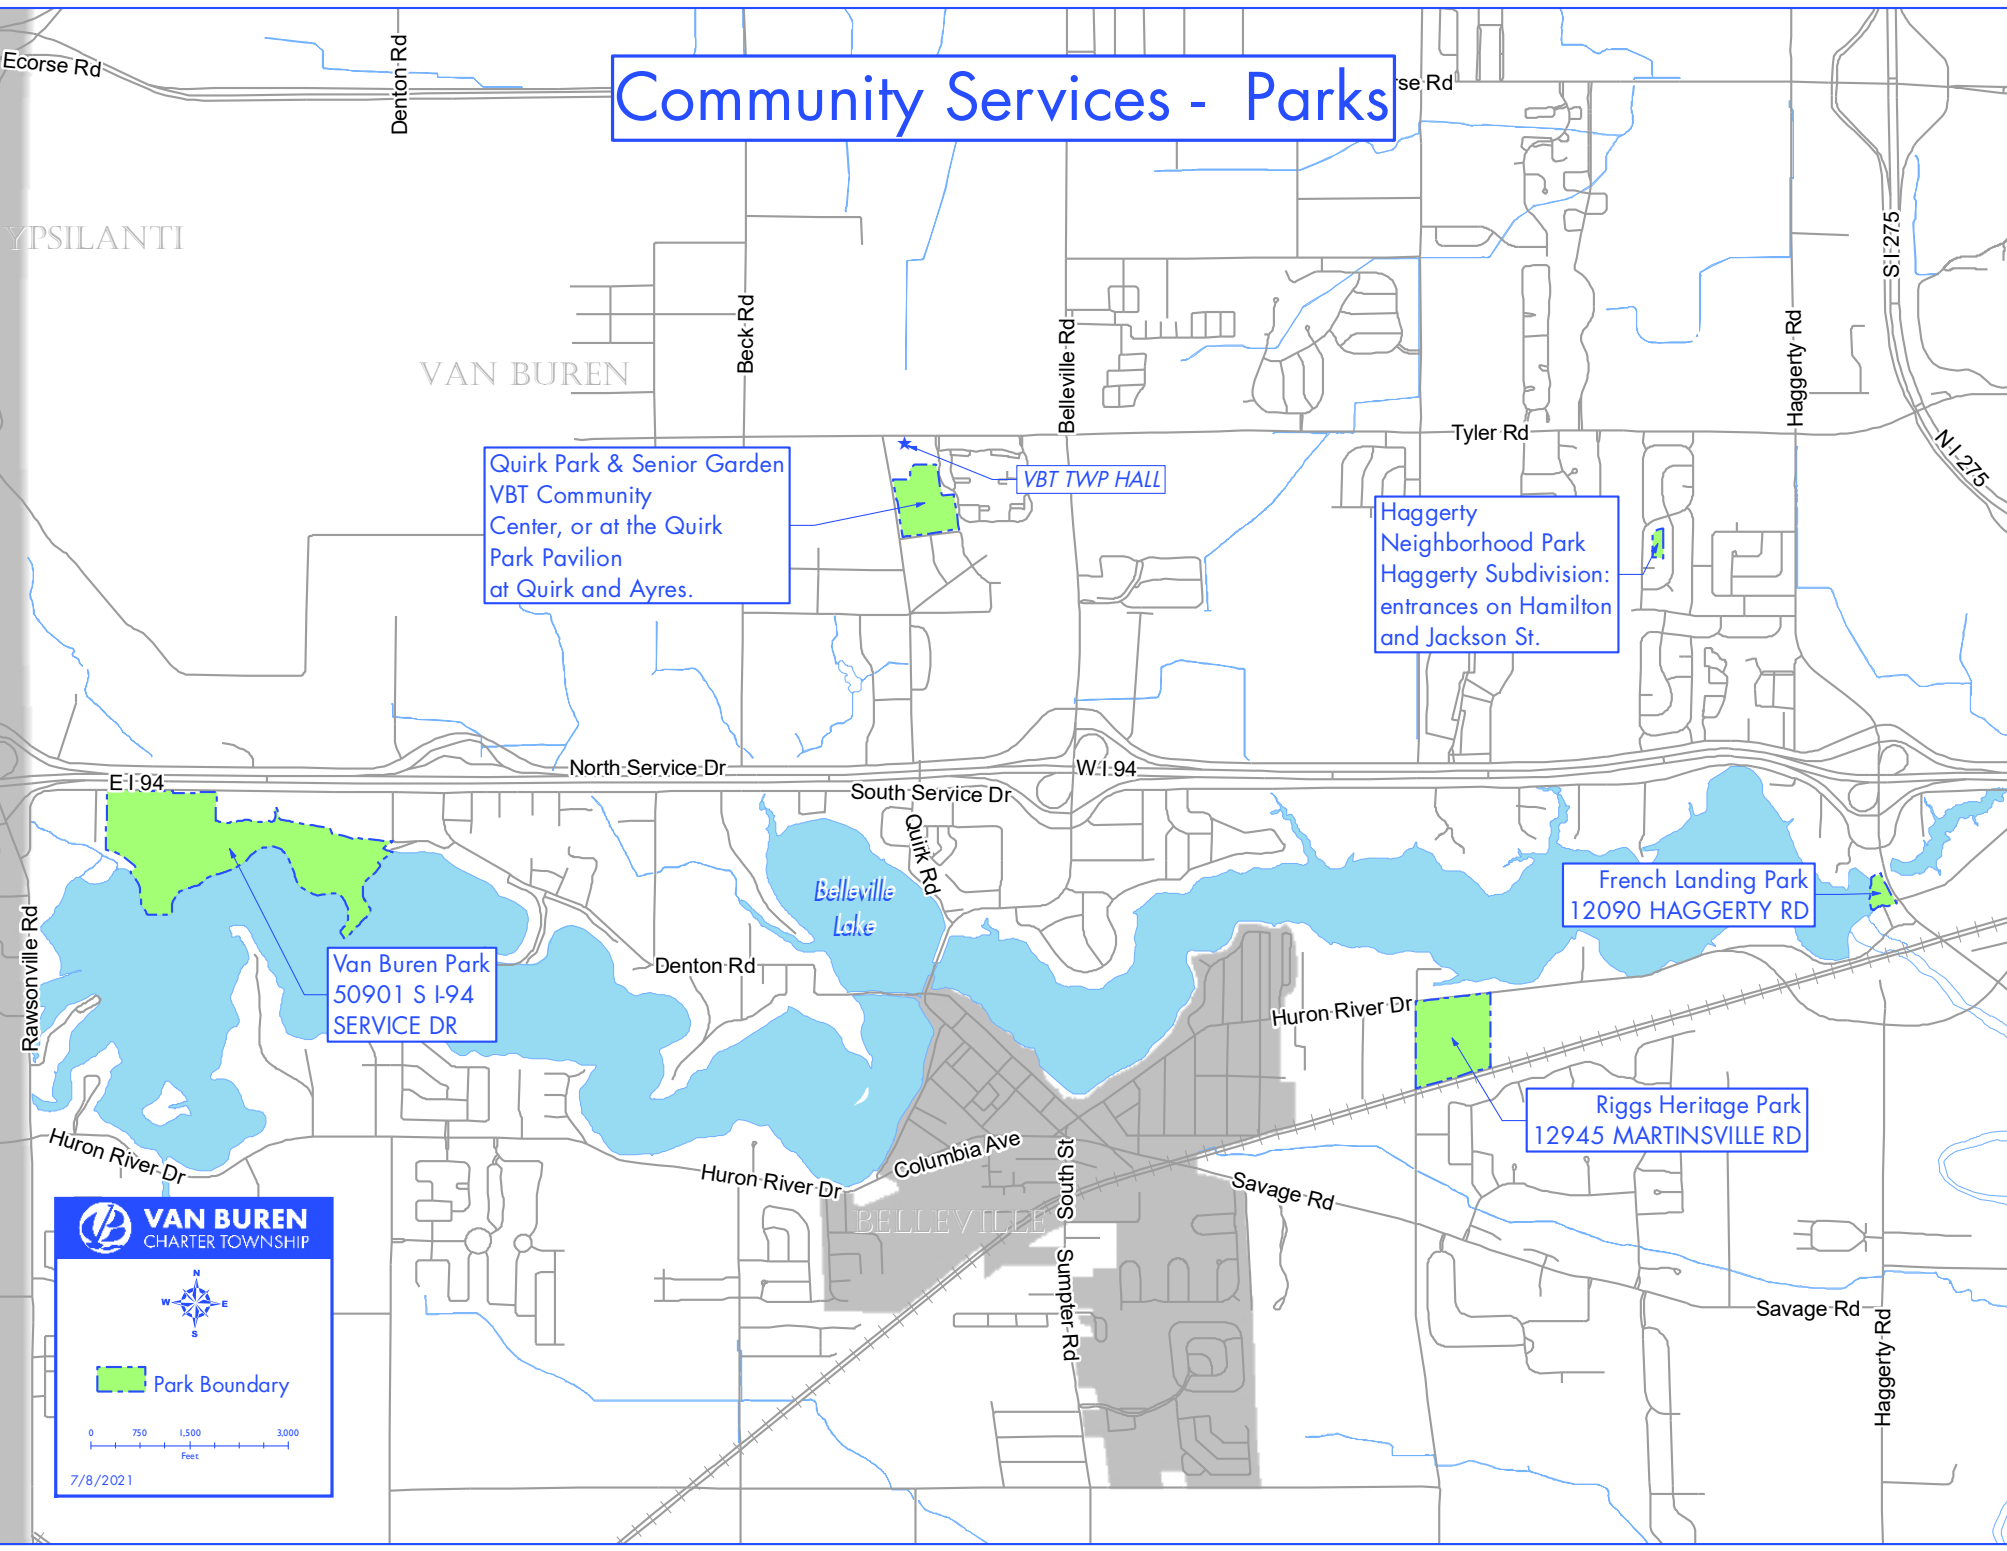 Ecorse Rd
Denton Rd
Community Services - Parks
rse Rd
YPSILANTI
S I-275
VAN BUREN
Beck Rd
Belleville Rd
Haggerty Rd
Tyler Rd
N-I-275
Quirk Park & Senior Garden
VBT Community
Center, or at the Quirk
Park Pavilion
at Quirk and Ayres.
VBT TWP HALL
Haggerty
Neighborhood Park
Haggerty Subdivision:
entrances on Hamilton
and Jackson St.
E I-94
North Service Dr
W I-94
South Service Dr
Quirk Rd
Belleville
Lake
French Landing Park
12090 HAGGERTY RD
Rawsonville Rd
Van Buren Park
50901 S I-94
SERVICE DR
Denton Rd
Huron River Dr
Riggs Heritage Park
12945 MARTINSVILLE RD
Huron River Dr
Huron River Dr
Columbia Ave
South St
Savage Rd
BELLEVILLE
Sumpter Rd
Savage Rd
Haggerty Rd
VAN BUREN
CHARTER TOWNSHIP
N
W E
S
Park Boundary
0 750 1,500 3,000
Feet
7/8/2021